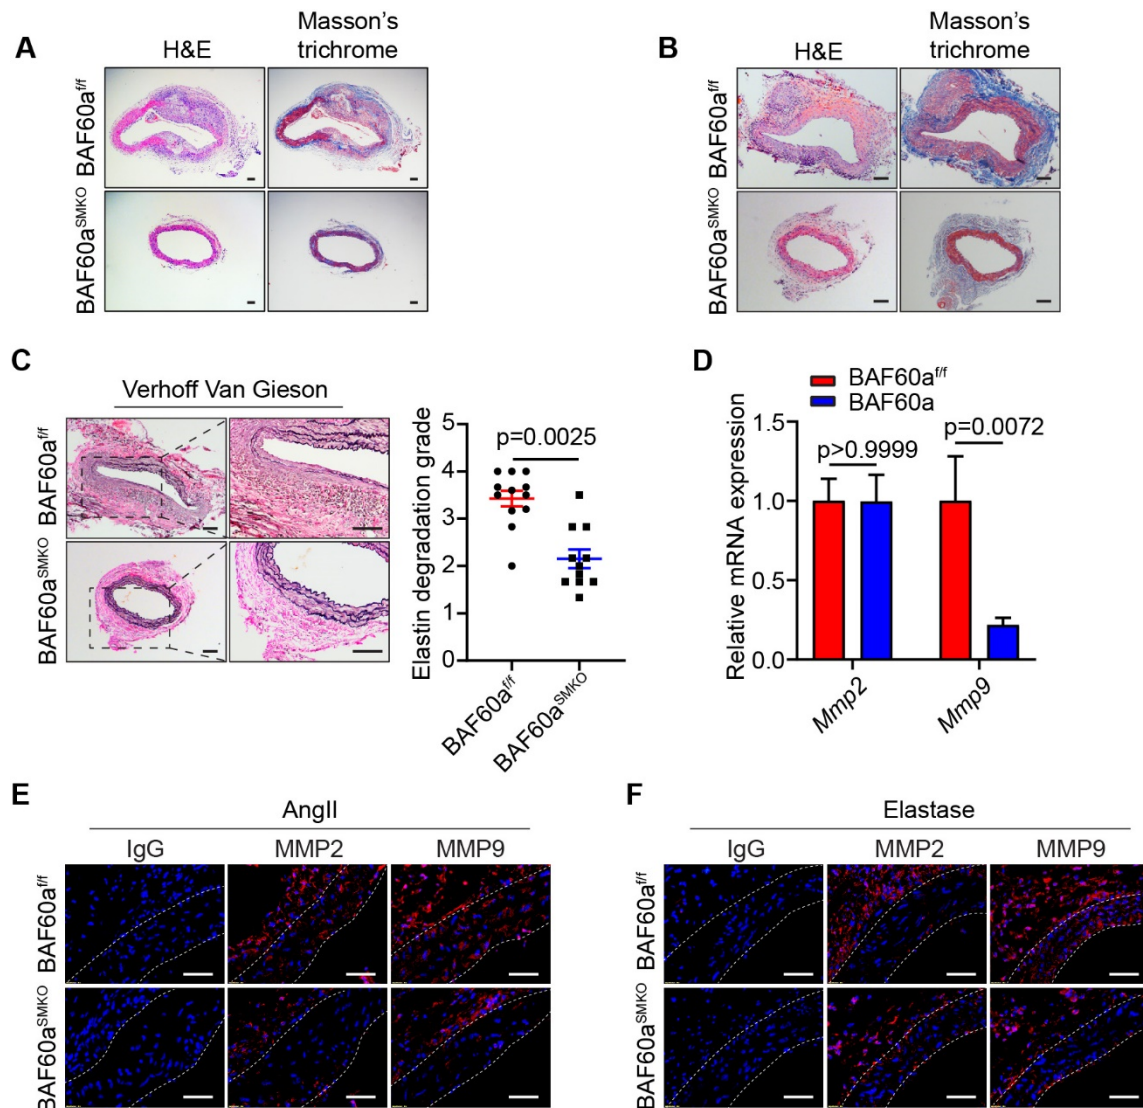 A
H&E
Masson's
trichrome
BAF60a^f/f
BAF60a^SMKO
B
H&E
Masson's
trichrome
BAF60a^f/f
BAF60a^SMKO
C
Verhoff Van Gieson
BAF60a^f/f
BAF60a^SMKO
Elastin degradation grade
5
4
3
2
1
0
p=0.0025
BAF60a^f/f
BAF60a^SMKO
D
BAF60a^f/f
BAF60a
Relative mRNA expression
1.5
1.0
0.5
0.0
p>0.9999
p=0.0072
Mmp2
Mmp9
E
AngII
IgG
MMP2
MMP9
BAF60a^f/f
BAF60a^SMKO
F
Elastase
IgG
MMP2
MMP9
BAF60a^f/f
BAF60a^SMKO